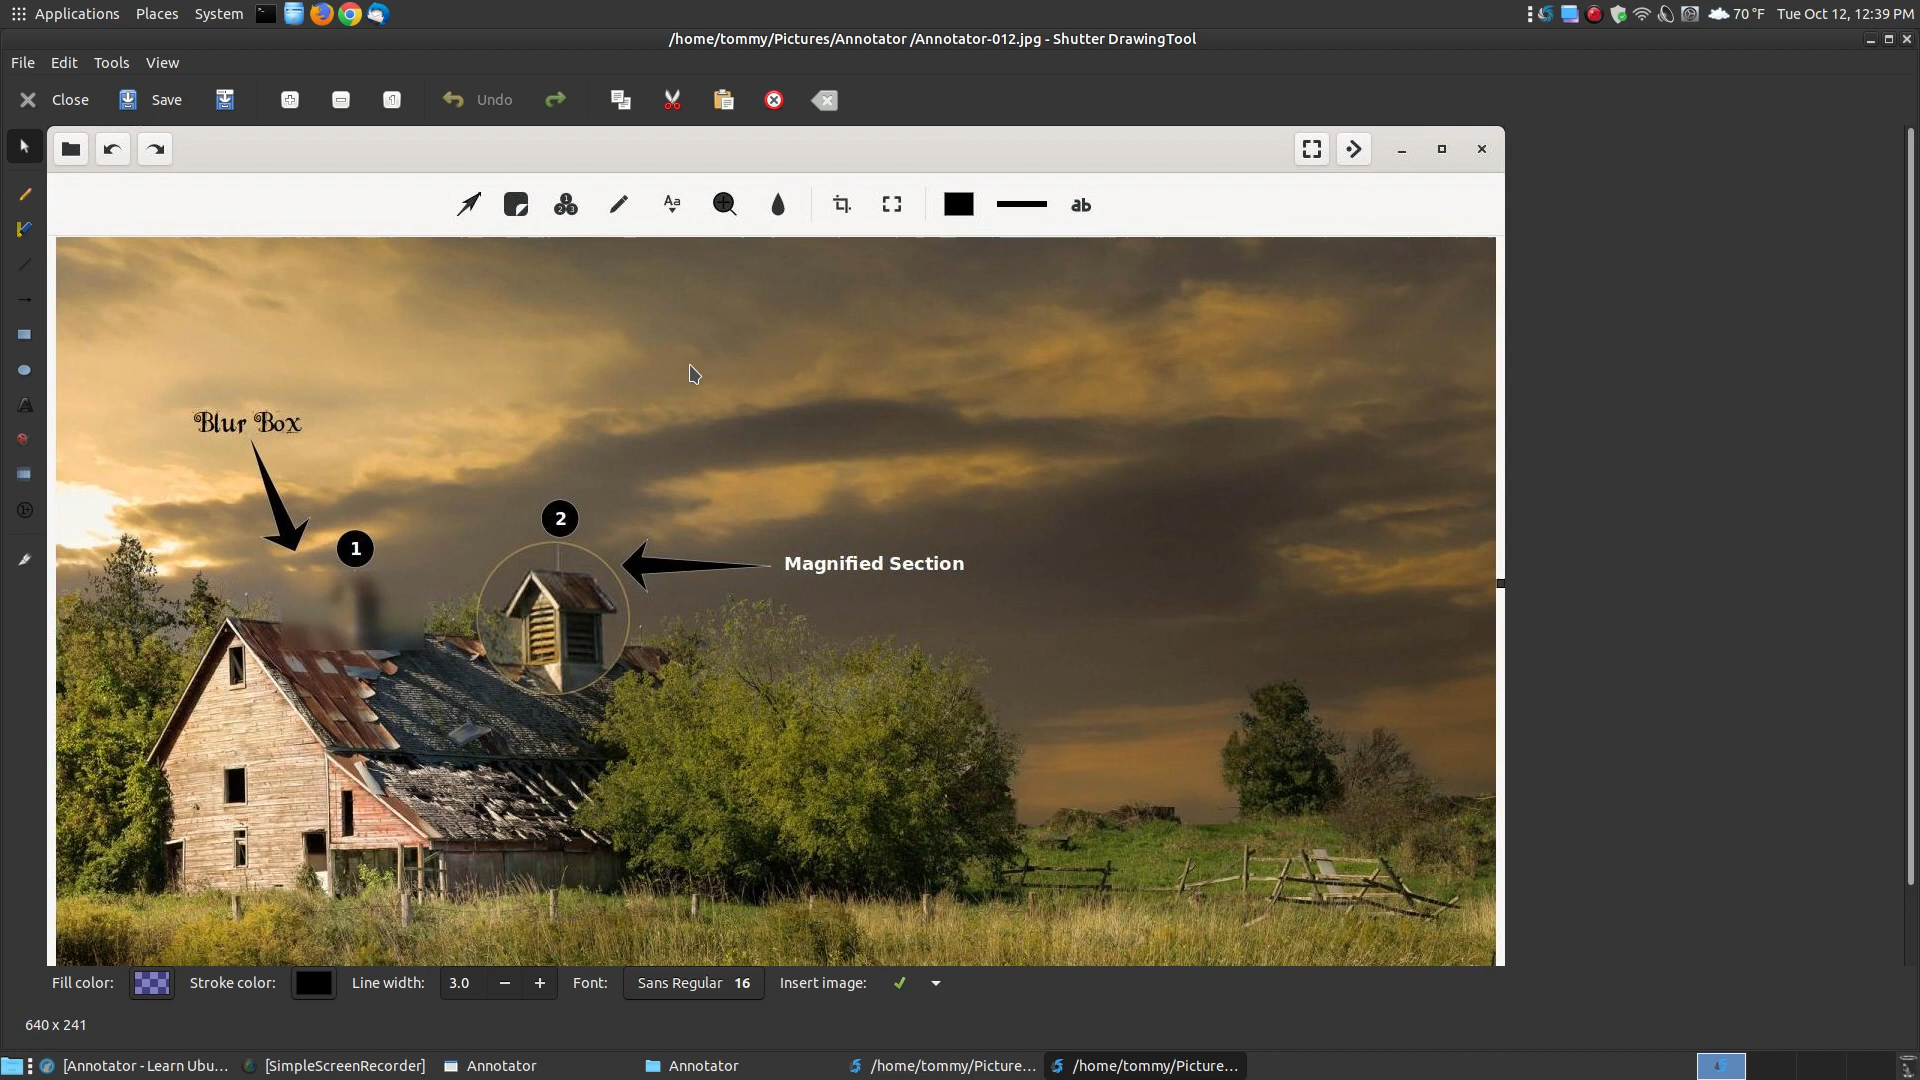 Applications Places System 70 °F Tue Oct 12, 12:39 PM
/home/tommy/Pictures/Annotator /Annotator-012.jpg - Shutter DrawingTool
File Edit Tools View
Close Save Undo
Aa ab
Blur Box
2
1
Magnified Section
Fill color: Stroke color: Line width: 3.0 Font: Sans Regular 16 Insert image:
640 x 241
[Annotator - Learn Ubu... [SimpleScreenRecorder] Annotator Annotator /home/tommy/Picture... /home/tommy/Picture...